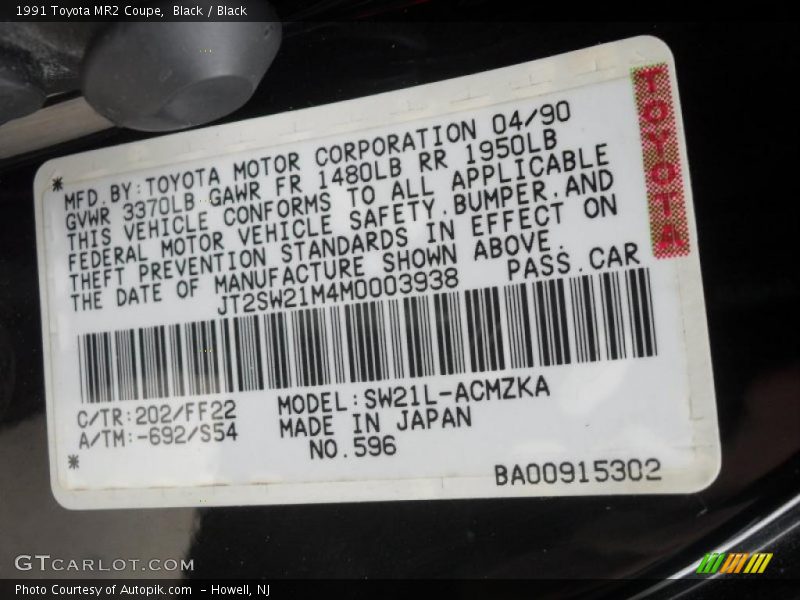 1991 Toyota MR2 Coupe,  Black / Black
TOYOTA
*
MFD.BY:TOYOTA MOTOR CORPORATION 04/90
GVWR 3370LB GAWR FR 1480LB RR 1950LB
THIS VEHICLE CONFORMS TO ALL APPLICABLE
FEDERAL MOTOR VEHICLE SAFETY,BUMPER,AND
THEFT PREVENTION STANDARDS IN EFFECT ON
THE DATE OF MANUFACTURE SHOWN ABOVE.
JT2SW21M4M0003938 PASS.CAR
C/TR:202/FF22 MODEL:SW21L-ACMZKA
A/TM:-692/S54 MADE IN JAPAN
* NO.596
BA00915302
GTCARLOT.COM
Photo Courtesy of Autopik.com  - Howell, NJ